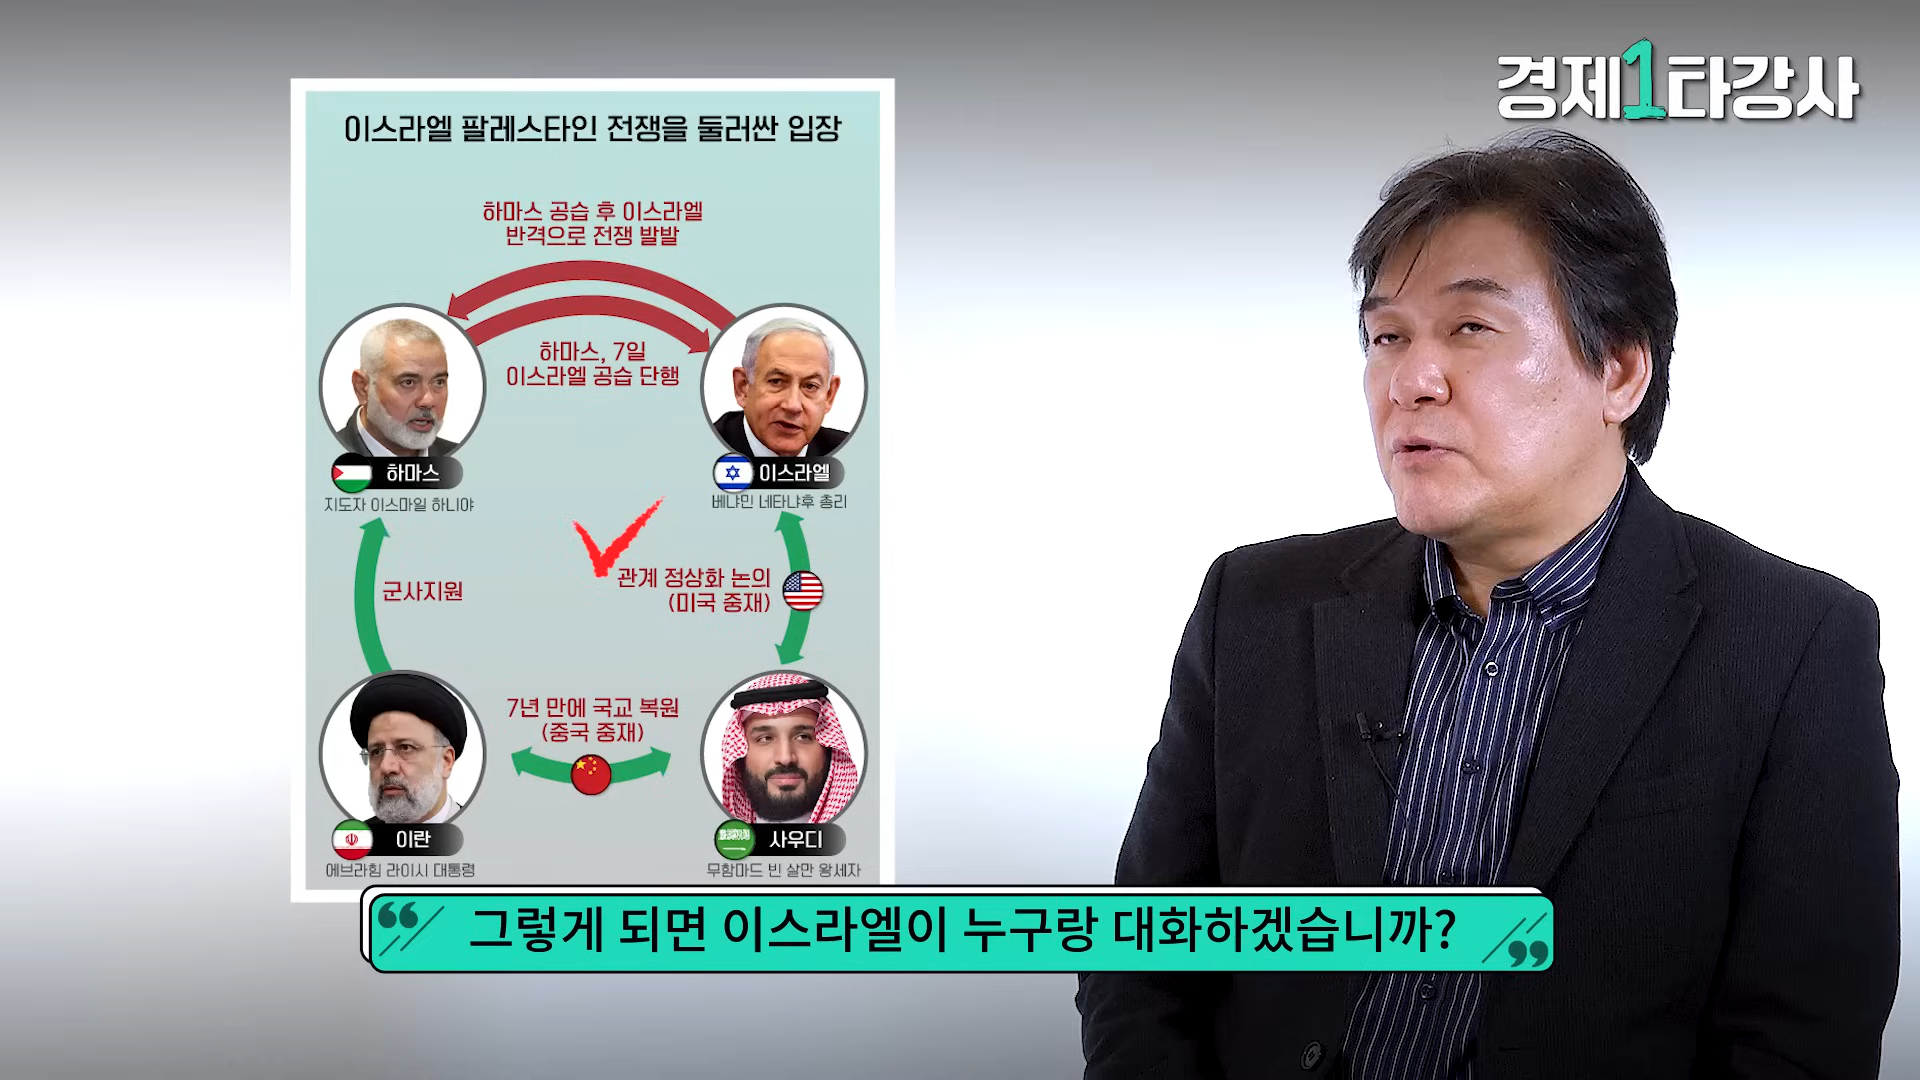 경제1타강사
이스라엘 팔레스타인 전쟁을 둘러싼 입장
하마스 공습 후 이스라엘
반격으로 전쟁 발발
하마스, 7일
이스라엘 공습 단행
하마스
지도자 이스마일 하니야
이스라엘
베냐민 네타냐후 총리
군사지원
관계 정상화 논의
(미국 중재)
7년 만에 국교 복원
(중국 중재)
이란
에브라힘 라이시 대통령
사우디
무함마드 빈 살만 왕세자
“ 그렇게 되면 이스라엘이 누구랑 대화하겠습니까? ”